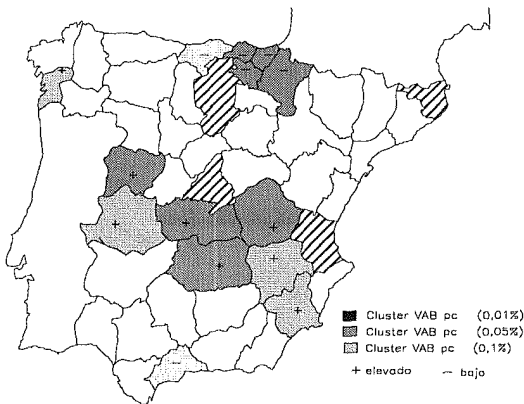 Cluster VAB pc (0,01%)
Cluster VAB pc (0,05%)
Cluster VAB pc (0,1%)
+ elevado — bajo